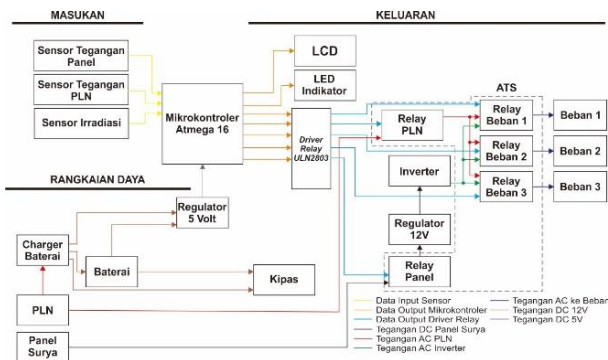 MASUKAN
KELUARAN
Sensor Tegangan
Panel
Sensor Tegangan
PLN
Sensor Irradiasi
Mikrokontroler
Atmega 16
LCD
LED
Indikator
Driver
Relay
ULN2803
ATS
Relay
PLN
Relay
Beban 1
Relay
Beban 2
Relay
Beban 3
Beban 1
Beban 2
Beban 3
Inverter
Regulator
12V
Relay
Panel
RANGKAIAN DAYA
Regulator
5 Volt
Charger
Baterai
Baterai
Kipas
PLN
Panel
Surya
Data Input Sensor
Data Output Mikrokontroler
Data Output Driver Relay
Tegangan DC Panel Surya
Tegangan AC PLN
Tegangan AC Inverter
Tegangan AC ke Beban
Tegangan DC 12V
Tegangan DC 5V